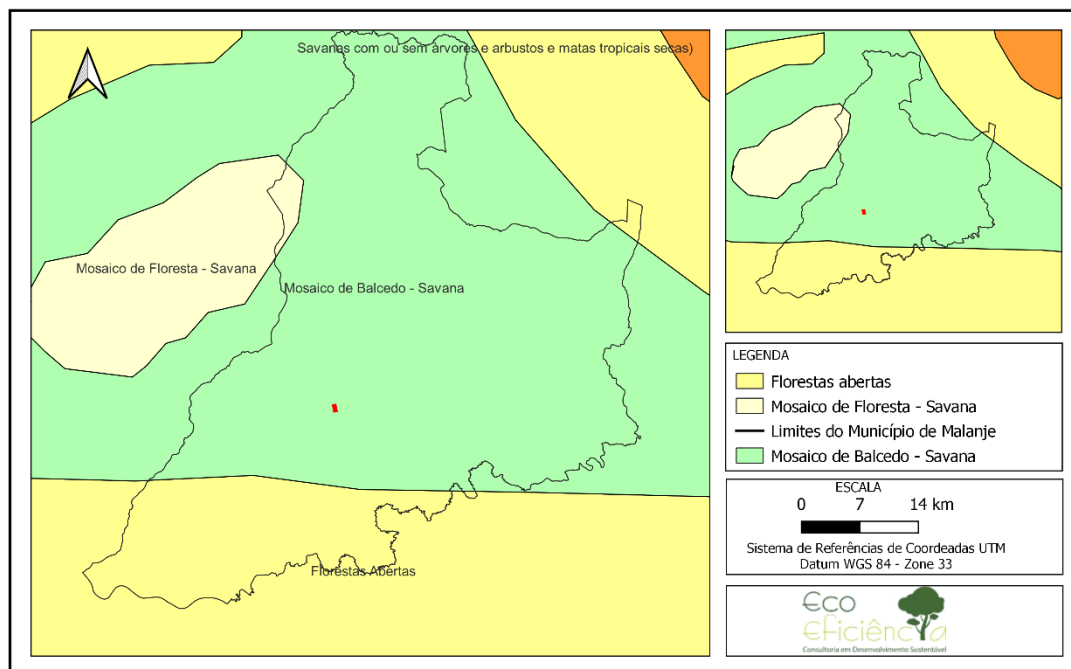 Savanas com ou sem árvores e arbustos e matas tropicais secas)
Mosaico de Floresta - Savana
Mosaico de Balcedo - Savana
Florestas Abertas
LEGENDA
Florestas abertas
Mosaico de Floresta - Savana
Limites do Município de Malanje
Mosaico de Balcedo - Savana
ESCALA
0 7 14 km
Sistema de Referências de Coordeadas UTM
Datum WGS 84 - Zone 33
Eco
Eficiência
Consultoria em Desenvolvimento Sustentável